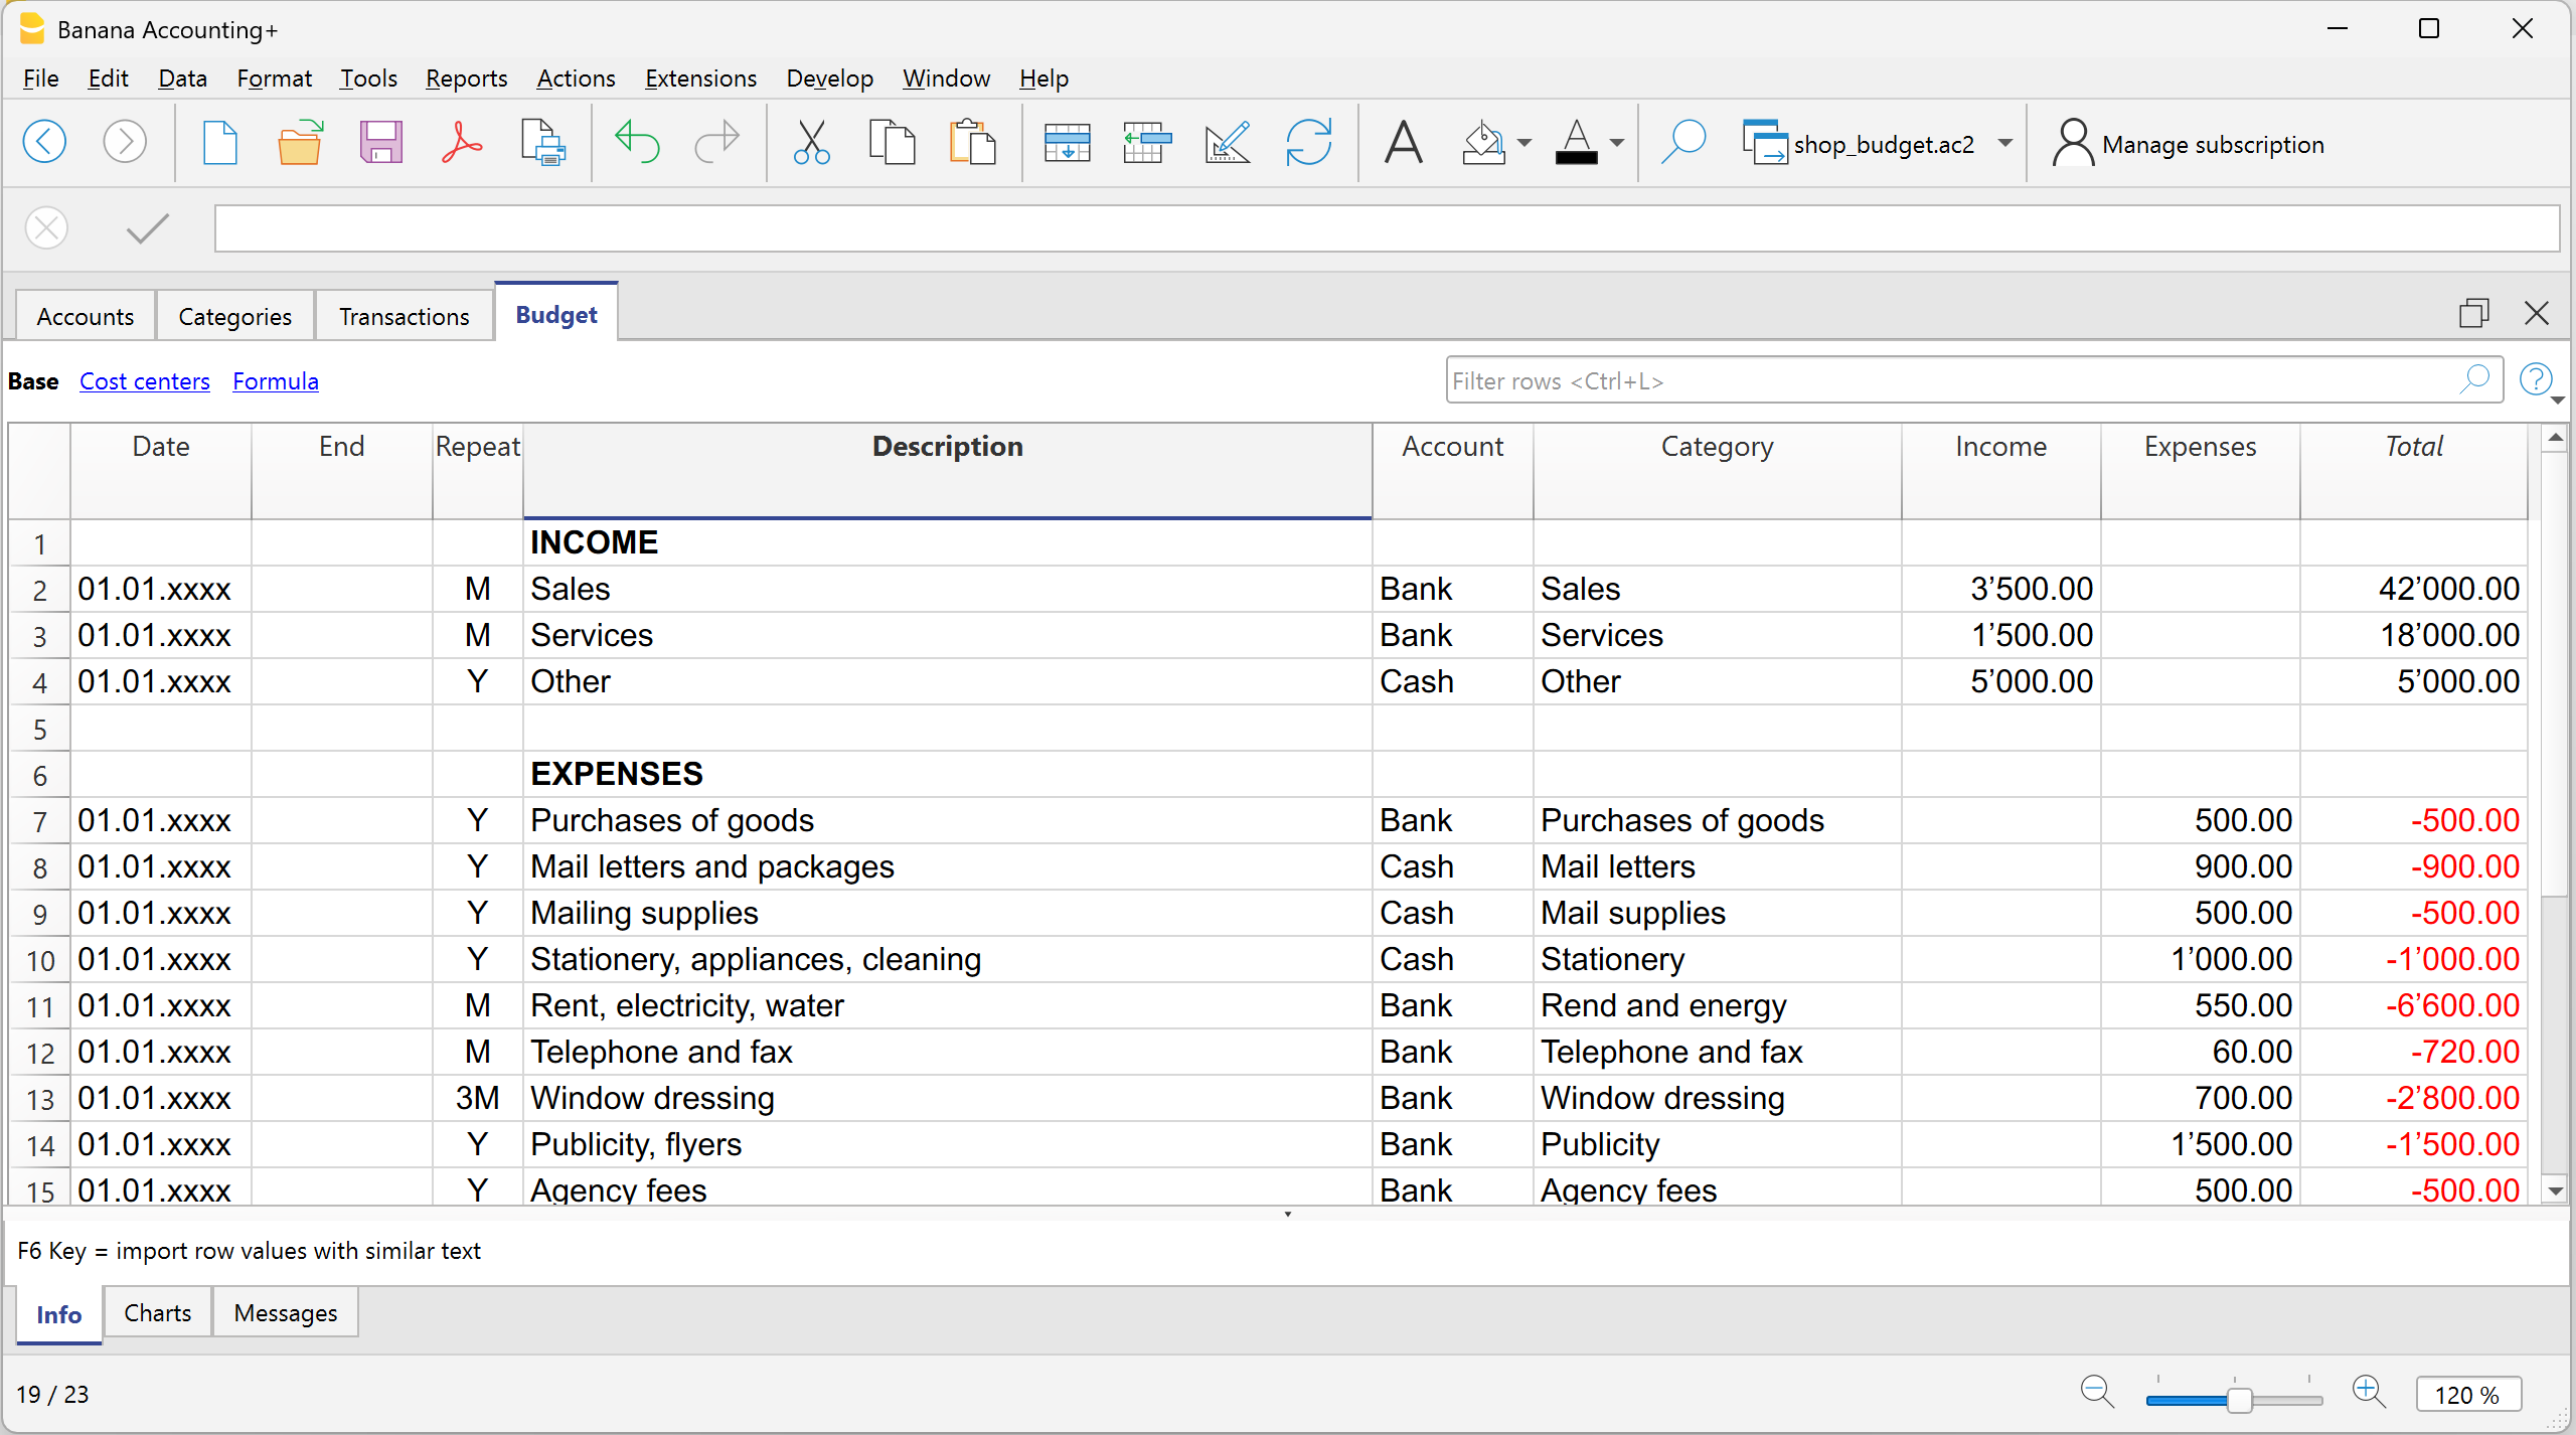 Banana Accounting+
File Edit Data Format Tools Reports Actions Extensions Develop Window Help
shop_budget.ac2 Manage subscription
Accounts Categories Transactions Budget
Base Cost centers Formula Filter rows <Ctrl+L>
Date End Repeat Description Account Category Income Expenses Total
1 INCOME
2 01.01.xxxx M Sales Bank Sales 3’500.00 42’000.00
3 01.01.xxxx M Services Bank Services 1’500.00 18’000.00
4 01.01.xxxx Y Other Cash Other 5’000.00 5’000.00
5
6 EXPENSES
7 01.01.xxxx Y Purchases of goods Bank Purchases of goods 500.00 -500.00
8 01.01.xxxx Y Mail letters and packages Cash Mail letters 900.00 -900.00
9 01.01.xxxx Y Mailing supplies Cash Mail supplies 500.00 -500.00
10 01.01.xxxx Y Stationery, appliances, cleaning Cash Stationery 1’000.00 -1’000.00
11 01.01.xxxx M Rent, electricity, water Bank Rend and energy 550.00 -6’600.00
12 01.01.xxxx M Telephone and fax Bank Telephone and fax 60.00 -720.00
13 01.01.xxxx 3M Window dressing Bank Window dressing 700.00 -2’800.00
14 01.01.xxxx Y Publicity, flyers Bank Publicity 1’500.00 -1’500.00
15 01.01.xxxx Y Agency fees Bank Agency fees 500.00 -500.00
F6 Key = import row values with similar text
Info Charts Messages
19 / 23 120 %